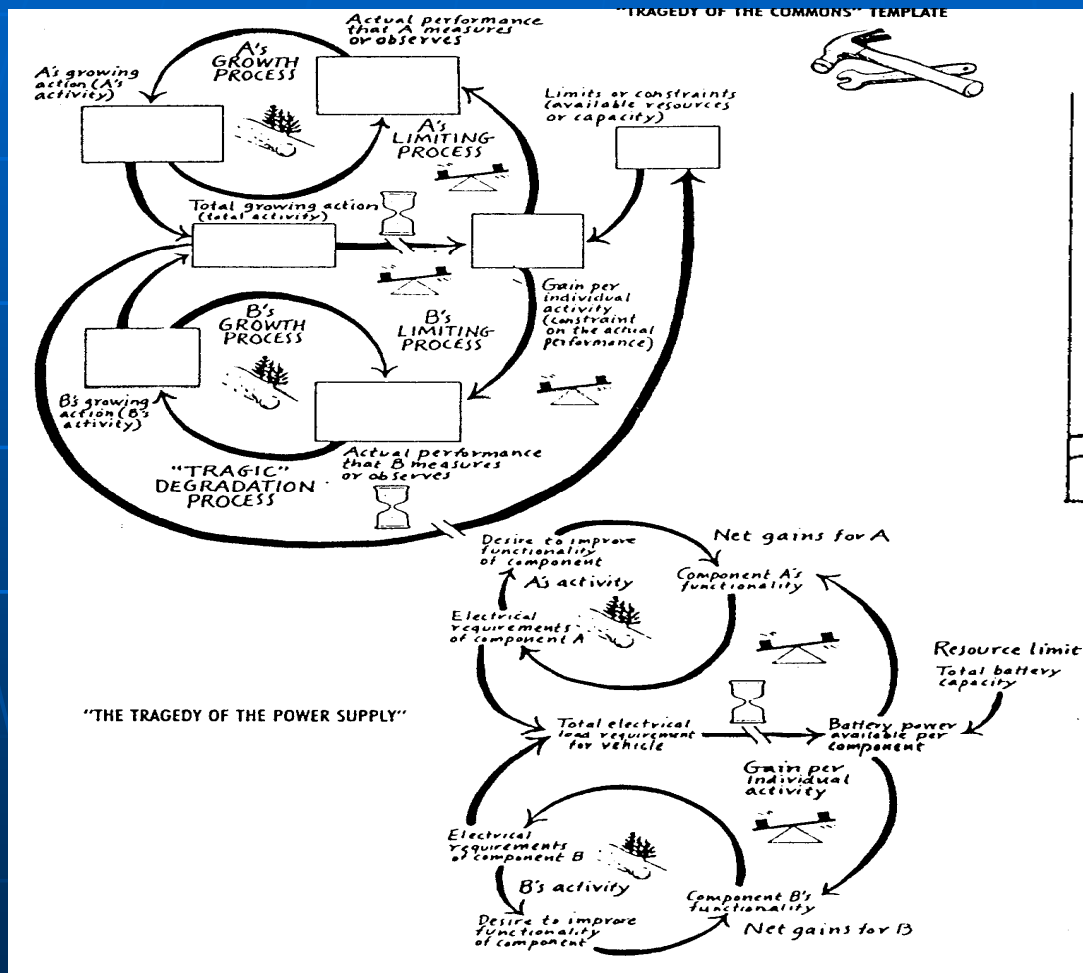 "TRAGEDY OF THE COMMONS" TEMPLATE
Actual performance
that A measures
or observes
A's
GROWTH
PROCESS
A's growing
action (A's
activity)
Limits or constraints
(available resources
or capacity)
A's
LIMITING
PROCESS
Total growing action
(total activity)
Gain per
individual
activity
(constraint
on the actual
performance)
B's
GROWTH
PROCESS
B's
LIMITING
PROCESS
B's growing
action (B's
activity)
Actual performance
that B measures
or observes
"TRAGIC"
DEGRADATION
PROCESS
Desire to improve
functionality
of component
Net gains for A
A's activity
Component A's
functionality
Electrical
requirements
of component A
Resource limit
Total battery
capacity
"THE TRAGEDY OF THE POWER SUPPLY"
Total electrical
load requirement
for vehicle
Battery power
available per
component
Gain per
individual
activity
Electrical
requirements
of component B
B's activity
Component B's
functionality
Desire to improve
functionality
of component
Net gains for B